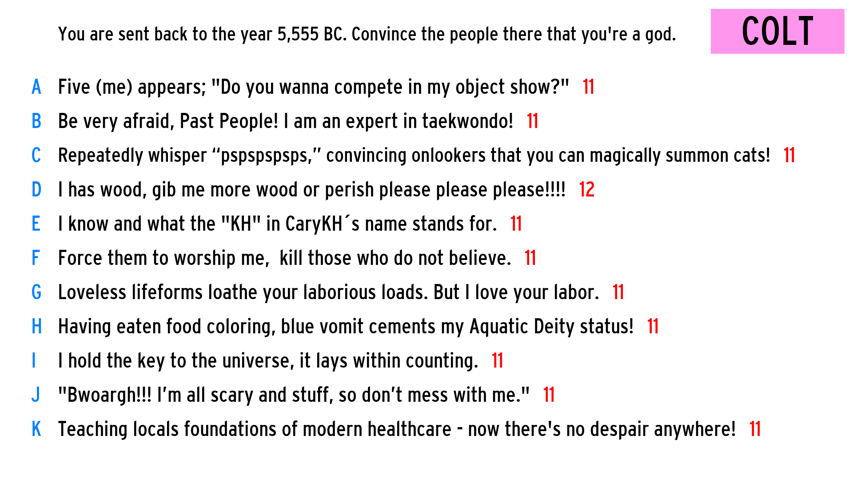 You are sent back to the year 5,555 BC. Convince the people there that you're a god.
COLT
A Five (me) appears; "Do you wanna compete in my object show?" 11
B Be very afraid, Past People! I am an expert in taekwondo! 11
C Repeatedly whisper “pspspspsps,” convincing onlookers that you can magically summon cats! 11
D I has wood, gib me more wood or perish please please please!!!! 12
E I know and what the "KH" in CaryKH´s name stands for. 11
F Force them to worship me,  kill those who do not believe. 11
G Loveless lifeforms loathe your laborious loads. But I love your labor. 11
H Having eaten food coloring, blue vomit cements my Aquatic Deity status! 11
I I hold the key to the universe, it lays within counting. 11
J "Bwoargh!!! I’m all scary and stuff, so don’t mess with me." 11
K Teaching locals foundations of modern healthcare - now there's no despair anywhere! 11